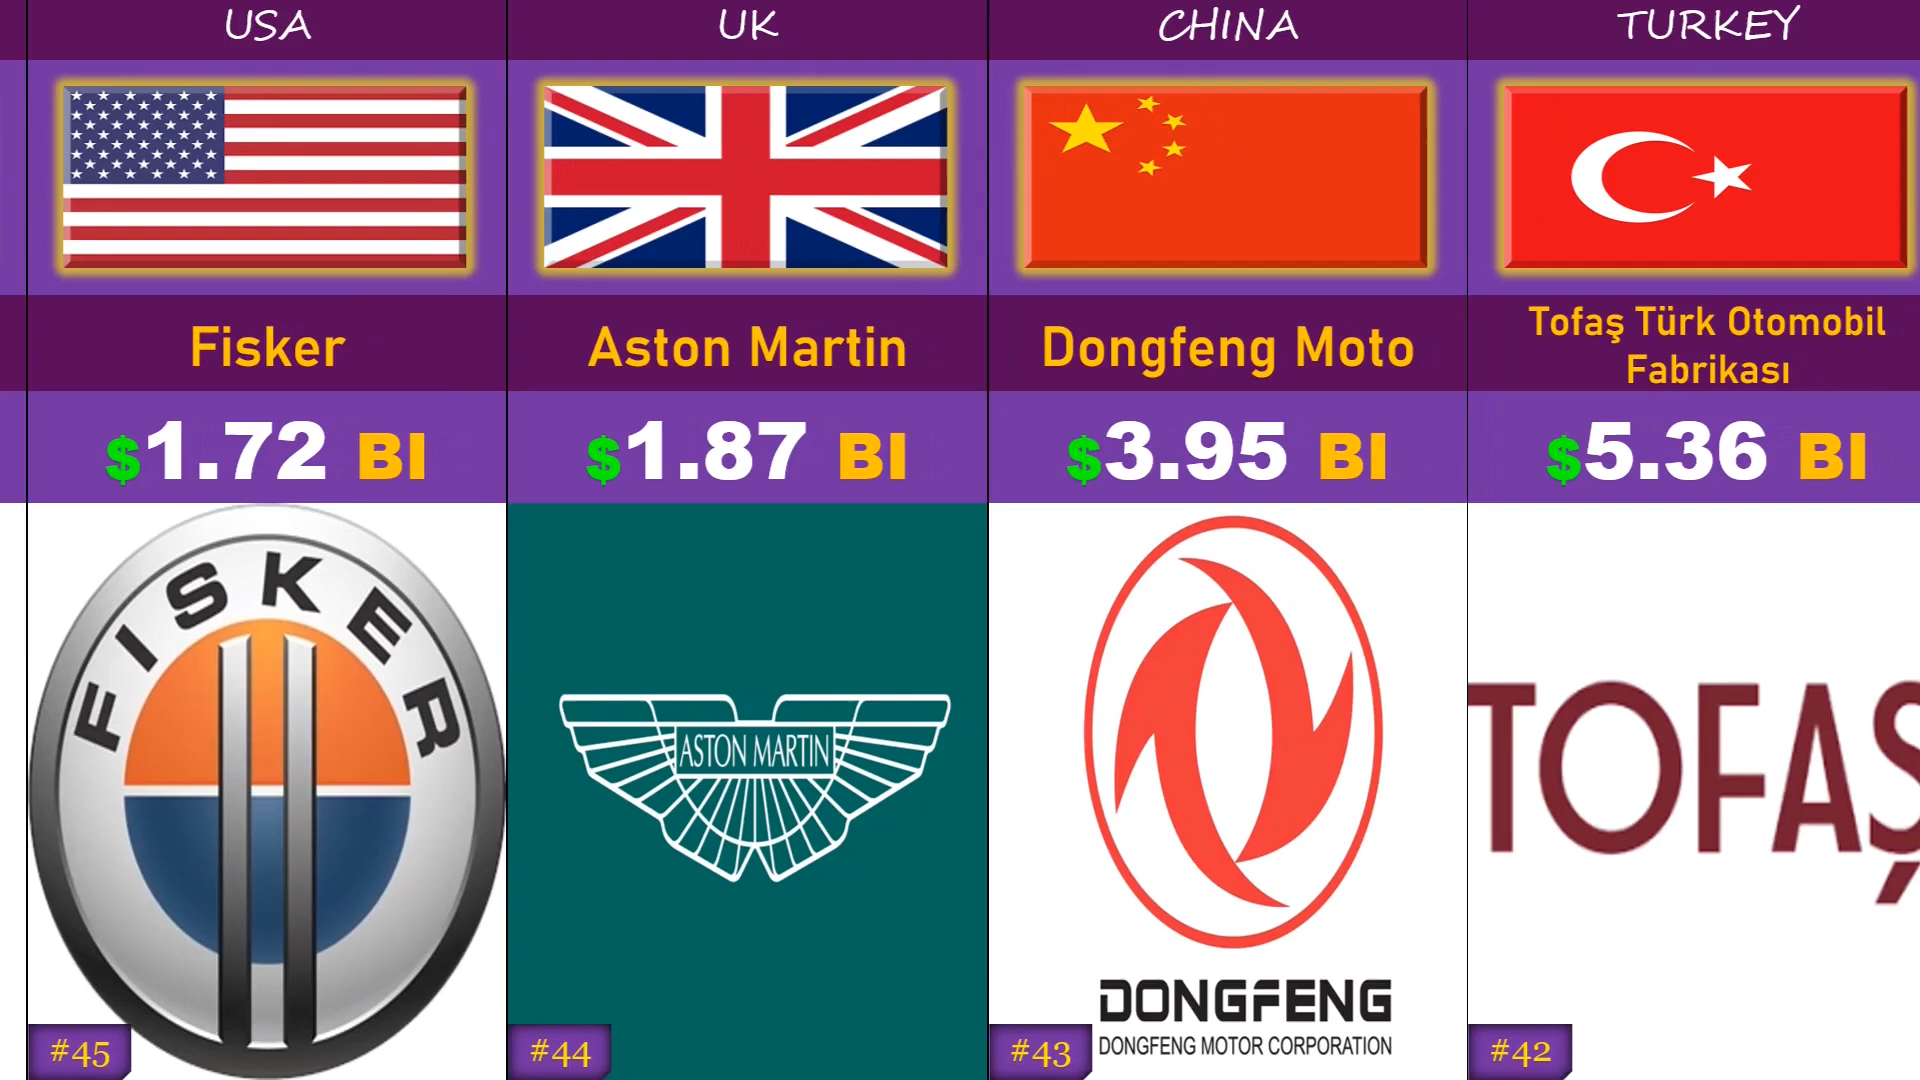 USA
UK
CHINA
TURKEY
Fisker
Aston Martin
Dongfeng Moto
Tofaş Türk Otomobil
Fabrikası
$1.72 BI
$1.87 BI
$3.95 BI
$5.36 BI
FISKER
ASTON MARTIN
TOFAŞ
DONGFENG
DONGFENG MOTOR CORPORATION
#45
#44
#43
#42